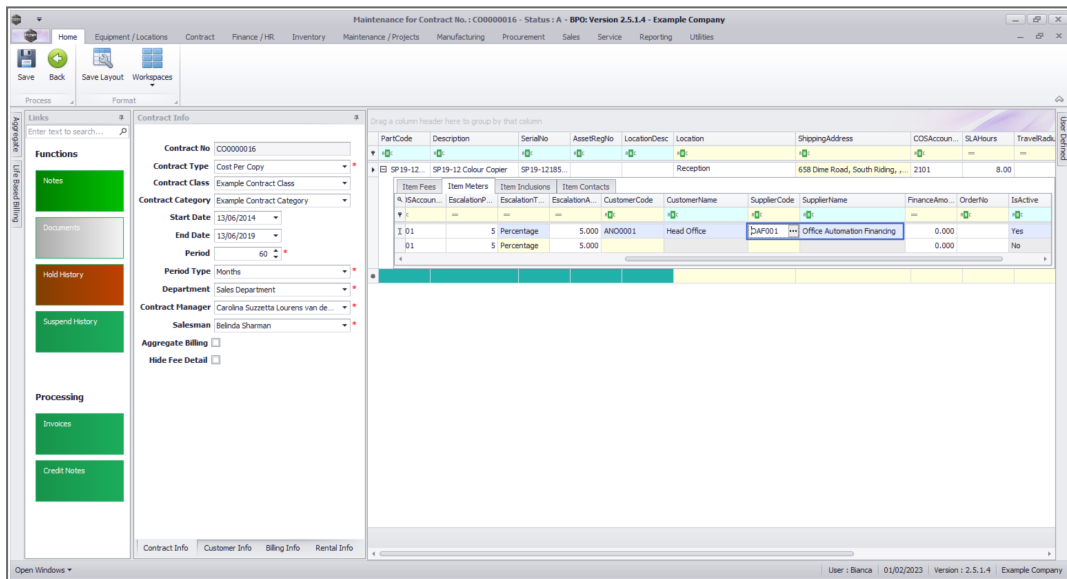 Maintenance for Contract No. : CO0000016 - Status : A - BPO: Version 2.5.1.4 - Example Company
Home Equipment / Locations Contract Finance / HR Inventory Maintenance / Projects Manufacturing Procurement Sales Service Reporting Utilities
Save Back Save Layout Workspaces
Process Format
Aggregate
Life Based Billing
Links
Enter text to search...
Functions
Notes
Documents
Hold History
Suspend History
Processing
Invoices
Credit Notes
Contract Info
Contract No CO0000016
Contract Type Cost Per Copy *
Contract Class Example Contract Class
Contract Category Example Contract Category
Start Date 13/06/2014
End Date 13/06/2019
Period 60 *
Period Type Months *
Department Sales Department *
Contract Manager Carolina Suzzetta Lourens van de... *
Salesman Belinda Sharman *
Aggregate Billing
Hide Fee Detail
Contract Info Customer Info Billing Info Rental Info
Drag a column header here to group by that column
PartCode Description SerialNo AssetRegNo LocationDesc Location ShippingAddress COSAccoun... SLAHours TravelRadiu
SP19-12... SP19-12 Colour Copier SP19-12185... Reception 658 Dime Road, South Riding, ,... 2101 8.00
Item Fees Item Meters Item Inclusions Item Contacts
ISAccoun... EscalationP... EscalationT... EscalationA... CustomerCode CustomerName SupplierCode SupplierName FinanceAmo... OrderNo IsActive
01 5 Percentage 5.000 ANO0001 Head Office OAF001 ... Office Automation Financing 0.000 Yes
01 5 Percentage 5.000 0.000 No
User Defined
Open Windows
User : Bianca 01/02/2023 Version : 2.5.1.4 Example Company